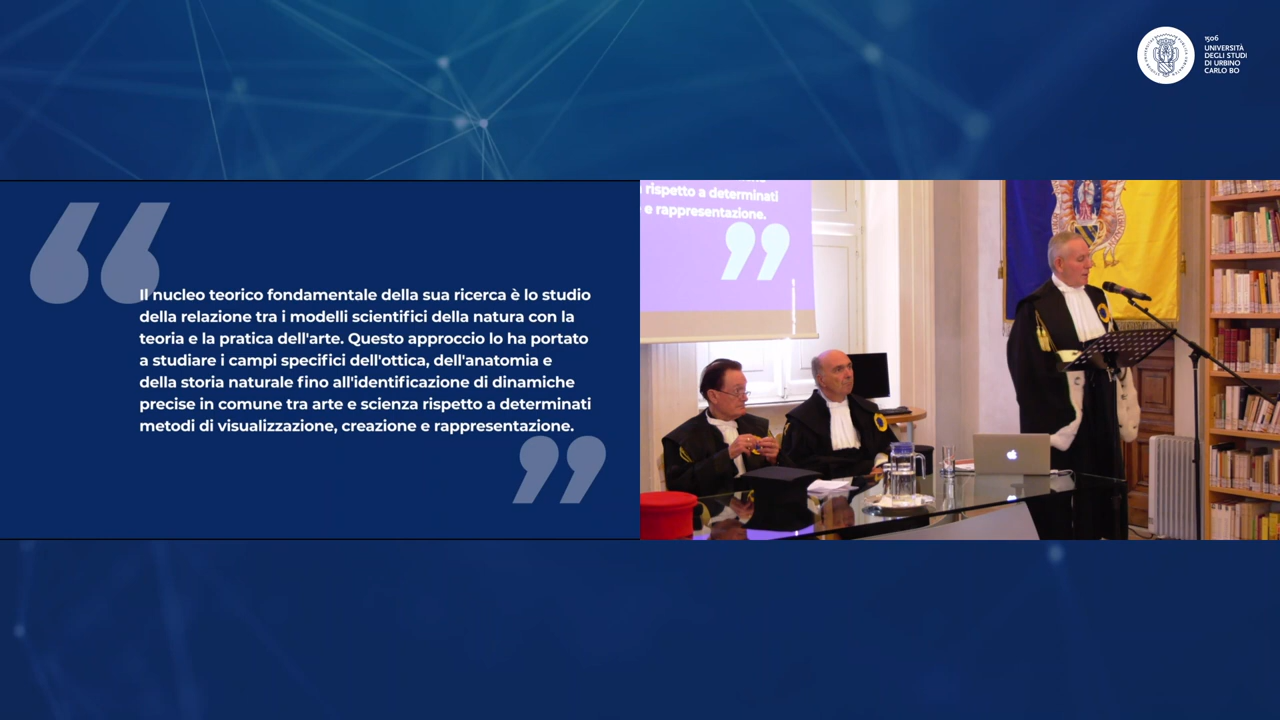 1506
UNIVERSITÀ
DEGLI STUDI
DI URBINO
CARLO BO
Il nucleo teorico fondamentale della sua ricerca è lo studio
della relazione tra i modelli scientifici della natura con la
teoria e la pratica dell'arte. Questo approccio lo ha portato
a studiare i campi specifici dell'ottica, dell'anatomia e
della storia naturale fino all'identificazione di dinamiche
precise in comune tra arte e scienza rispetto a determinati
metodi di visualizzazione, creazione e rappresentazione.
rispetto a determinati
e rappresentazione.